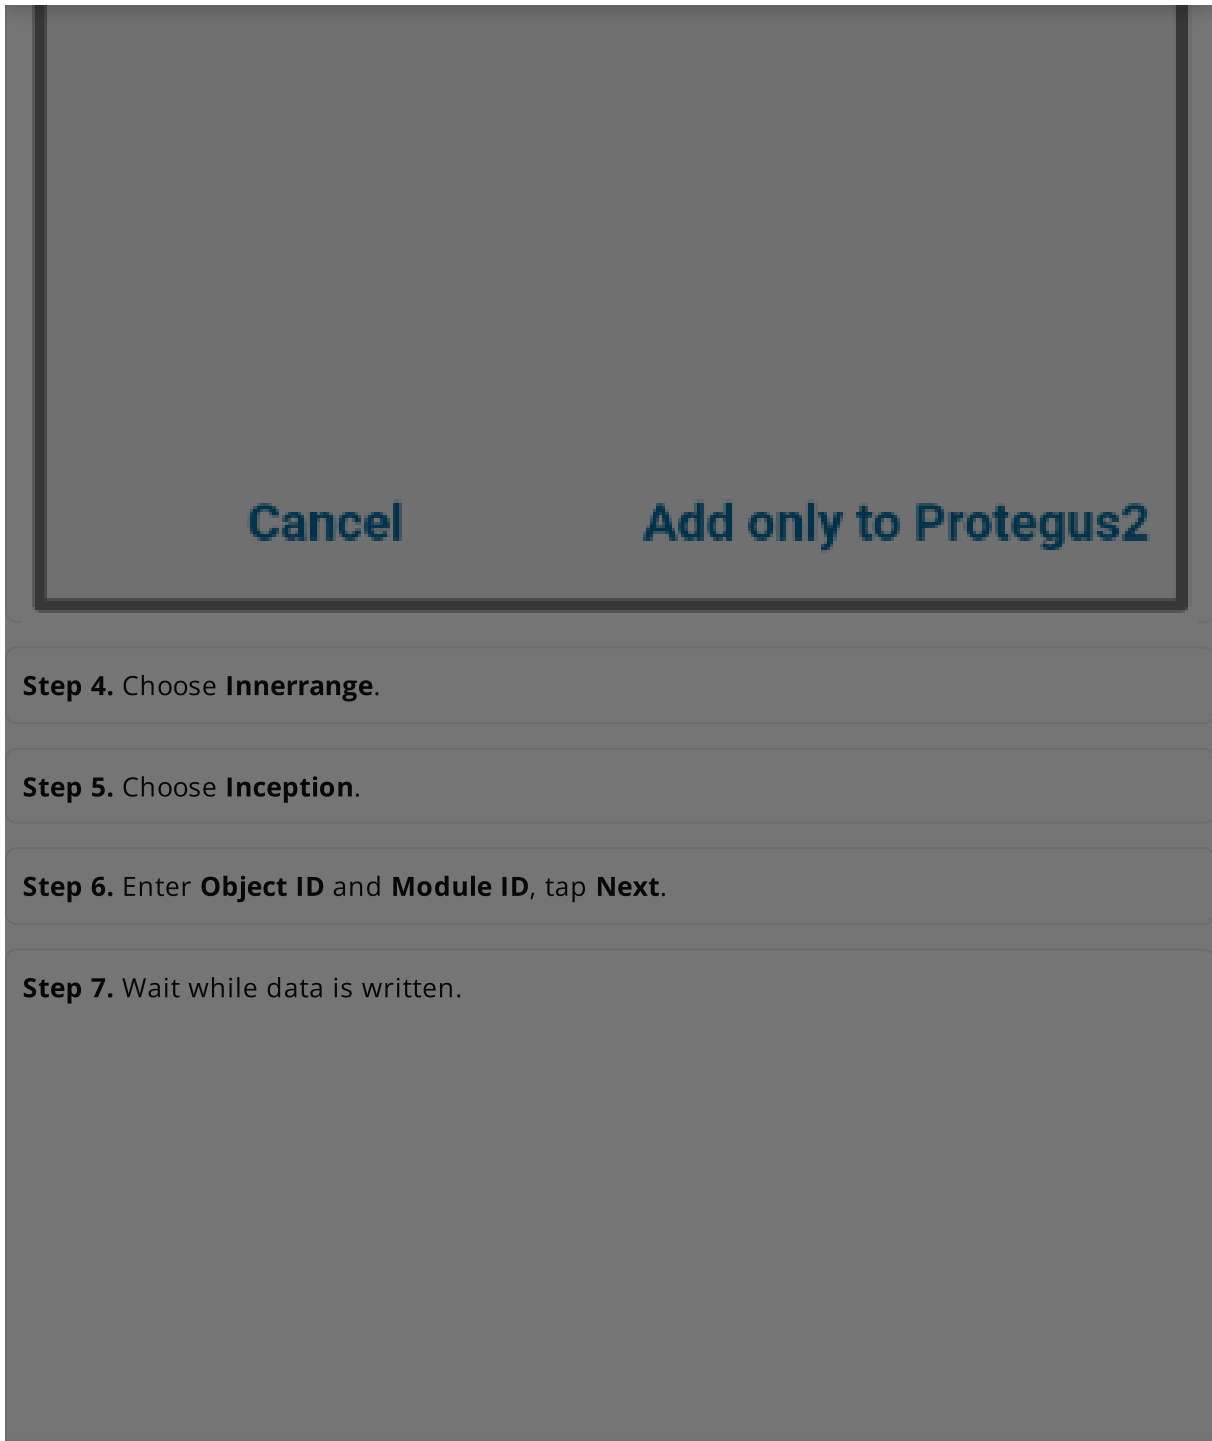 Cancel Add only to Protegus2
Step 4. Choose Innerrange.
Step 5. Choose Inception.
Step 6. Enter Object ID and Module ID, tap Next.
Step 7. Wait while data is written.